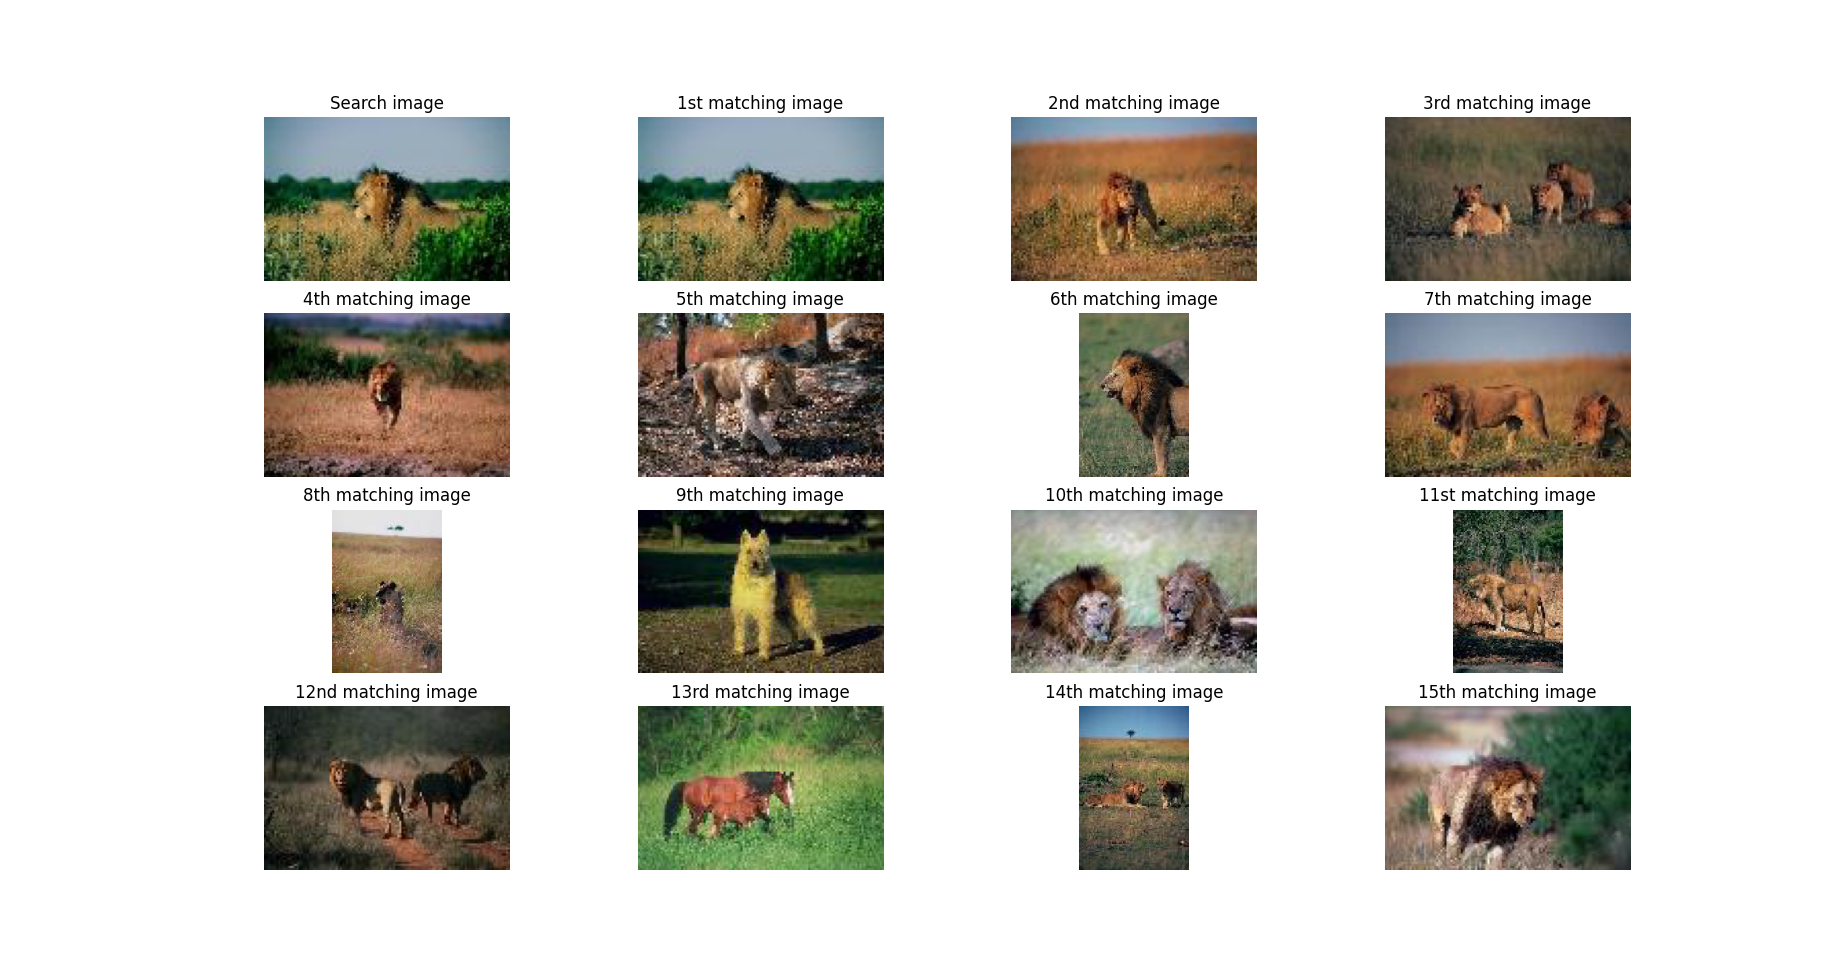 Search image
1st matching image
2nd matching image
3rd matching image
4th matching image
5th matching image
6th matching image
7th matching image
8th matching image
9th matching image
10th matching image
11st matching image
12nd matching image
13rd matching image
14th matching image
15th matching image